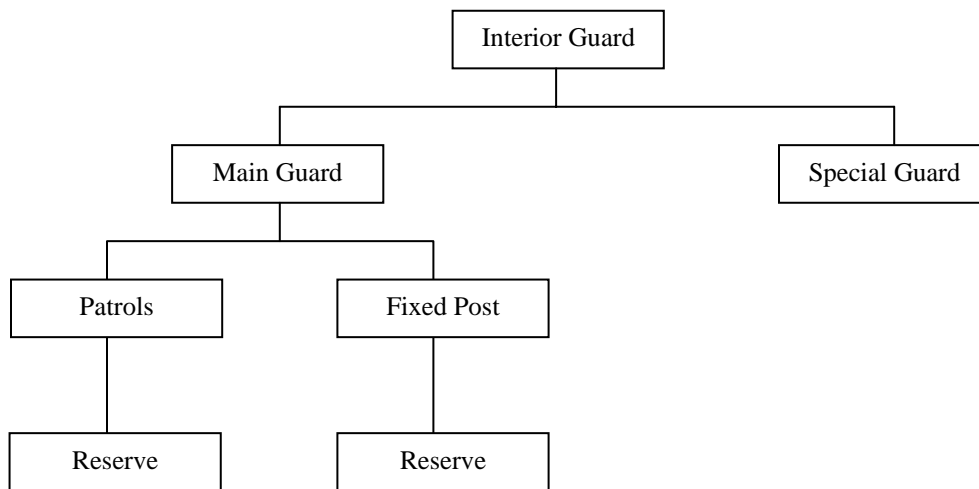 Interior Guard
Main Guard
Special Guard
Patrols
Fixed Post
Reserve
Reserve